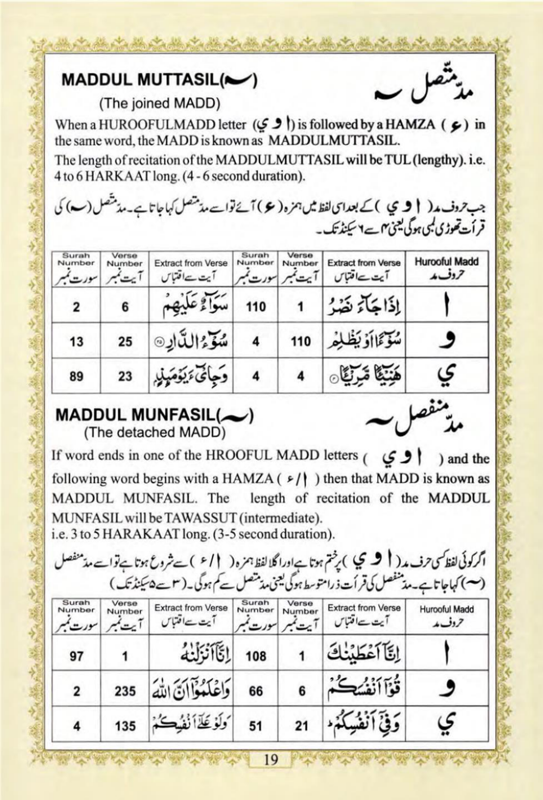 MADDUL MUTTASIL(~)
مدّ متّصل ~
(The joined MADD)
When a HUROOFULMADD letter (ا و ي) is followed by a HAMZA ( ء ) in
the same word, the MADD is known as MADDULMUTTASIL.
The length of recitation of the MADDULMUTTASIL will be TUL (lengthy). i.e.
4 to 6 HARKAAT long. (4 - 6 second duration).
جب حروف مد ( ا و ي ) کے بعد اسی لفظ میں ہمزہ ( ء ) آئے تو اسے مدّ متّصل کہا جاتا ہے۔ مدّ متّصل (~) کی
قرأت تھوڑی لمبی ہوگی یعنی ۴ سے ۶ سیکنڈ تک۔
Surah Number سورت نمبر Verse Number آیت نمبر Extract from Verse آیت سے اقتباس Surah Number سورت نمبر Verse Number آیت نمبر Extract from Verse آیت سے اقتباس Hurooful Madd حروف مد
2 6 سَوَآءٌ عَلَيْهِمْ 110 1 إِذَا جَآءَ نَصْرُ ا
13 25 سُوْٓءُ الدَّارِ 4 110 سُوْٓءًا اَوْ يَظْلِمْ و
89 23 وَجِایْٓءَ يَوْمَئِذٍ 4 4 هَنِيْٓئًا مَّرِيْٓئًا ي
MADDUL MUNFASIL(~)
مدّ منفصل ~
(The detached MADD)
If word ends in one of the HROOFUL MADD letters ( ا و ي ) and the
following word begins with a HAMZA ( ا / ء ) then that MADD is known as
MADDUL MUNFASIL. The length of recitation of the MADDUL
MUNFASIL will be TAWASSUT (intermediate).
i.e. 3 to 5 HARAKAAT long. (3-5 second duration).
اگر کوئی لفظ کسی حرف مد ( ا و ي ) پر ختم ہوتا ہے اور اگلا لفظ ہمزہ ( ا / ء ) سے شروع ہوتا ہے تو اسے مدّ منفصل
(~) کہا جاتا ہے۔ مدّ منفصل کی قرأت ذرا متوسط ہوگی یعنی مدّ متصل سے کم ہوگی۔ (۳ سے ۵ سیکنڈ تک)
Surah Number سورت نمبر Verse Number آیت نمبر Extract from Verse آیت سے اقتباس Surah Number سورت نمبر Verse Number آیت نمبر Extract from Verse آیت سے اقتباس Hurooful Madd حروف مد
97 1 اِنَّآ اَنْزَلْنٰهُ 108 1 اِنَّآ اَعْطَيْنٰكَ ا
2 235 وَاعْلَمُوْٓا اَنَّ اللّٰهَ 66 6 قُوْٓا اَنْفُسَكُمْ و
4 135 وَلَوْ عَلٰٓى اَنْفُسِكُمْ 51 21 وَفِيْٓ اَنْفُسِكُمْ ي
19